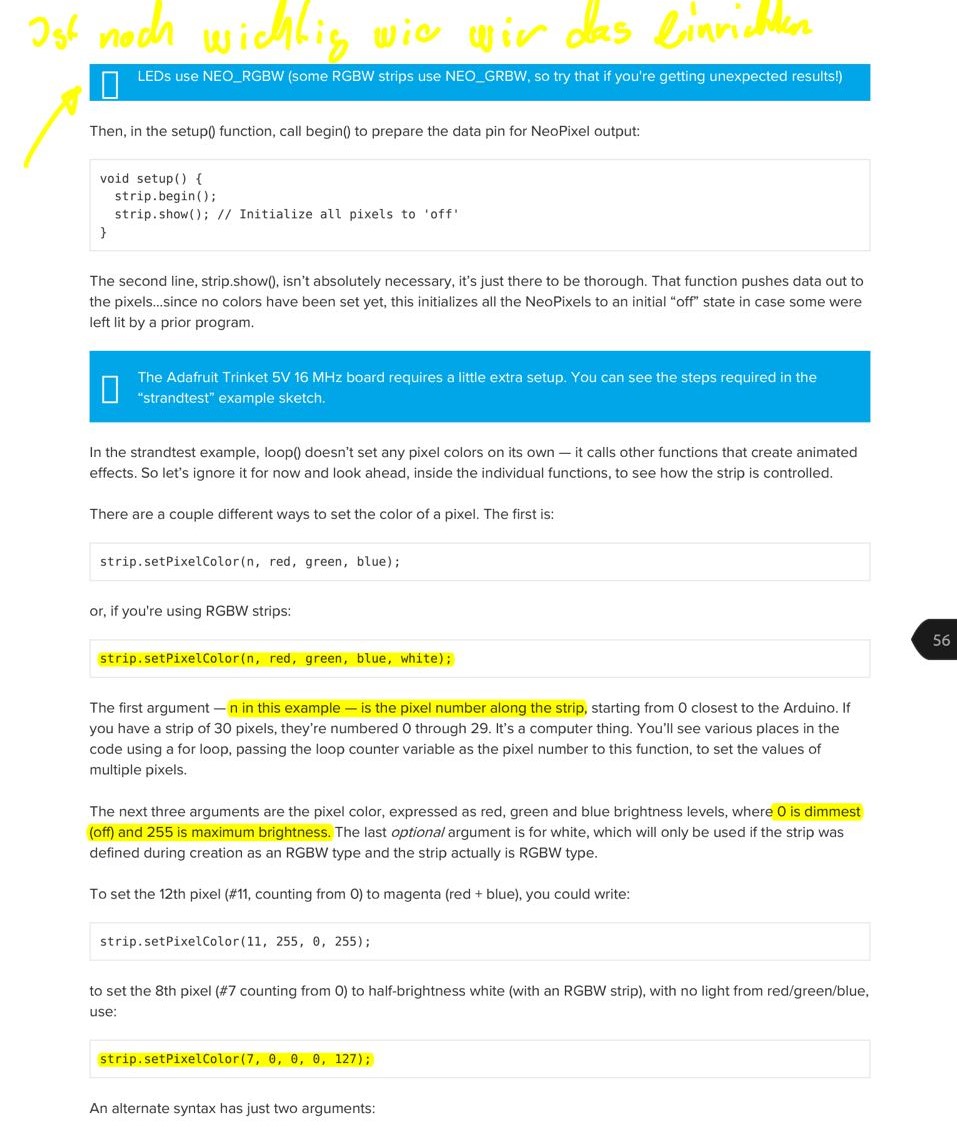 Ist noch wichtig wie wir das Einrichten
LEDs use NEO_RGBW (some RGBW strips use NEO_GRBW, so try that if you're getting unexpected results!)
Then, in the setup() function, call begin() to prepare the data pin for NeoPixel output:
void setup() {
strip.begin();
strip.show(); // Initialize all pixels to 'off'
}
The second line, strip.show(), isn’t absolutely necessary, it’s just there to be thorough. That function pushes data out to
the pixels…since no colors have been set yet, this initializes all the NeoPixels to an initial “off” state in case some were
left lit by a prior program.
The Adafruit Trinket 5V 16 MHz board requires a little extra setup. You can see the steps required in the
“strandtest” example sketch.
In the strandtest example, loop() doesn’t set any pixel colors on its own — it calls other functions that create animated
effects. So let’s ignore it for now and look ahead, inside the individual functions, to see how the strip is controlled.
There are a couple different ways to set the color of a pixel. The first is:
strip.setPixelColor(n, red, green, blue);
or, if you're using RGBW strips:
strip.setPixelColor(n, red, green, blue, white);
56
The first argument — n in this example — is the pixel number along the strip, starting from 0 closest to the Arduino. If
you have a strip of 30 pixels, they’re numbered 0 through 29. It’s a computer thing. You’ll see various places in the
code using a for loop, passing the loop counter variable as the pixel number to this function, to set the values of
multiple pixels.
The next three arguments are the pixel color, expressed as red, green and blue brightness levels, where 0 is dimmest
(off) and 255 is maximum brightness. The last optional argument is for white, which will only be used if the strip was
defined during creation as an RGBW type and the strip actually is RGBW type.
To set the 12th pixel (#11, counting from 0) to magenta (red + blue), you could write:
strip.setPixelColor(11, 255, 0, 255);
to set the 8th pixel (#7 counting from 0) to half-brightness white (with an RGBW strip), with no light from red/green/blue,
use:
strip.setPixelColor(7, 0, 0, 0, 127);
An alternate syntax has just two arguments: